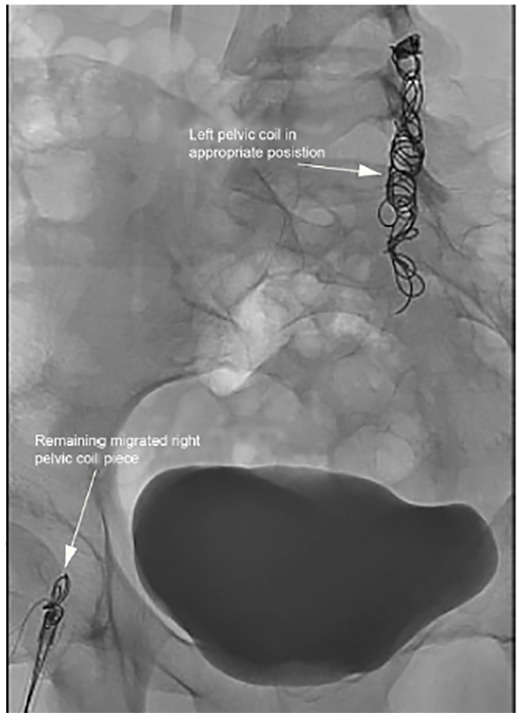 Left pelvic coil in
appropriate posistion
Remaining migrated right
pelvic coil piece